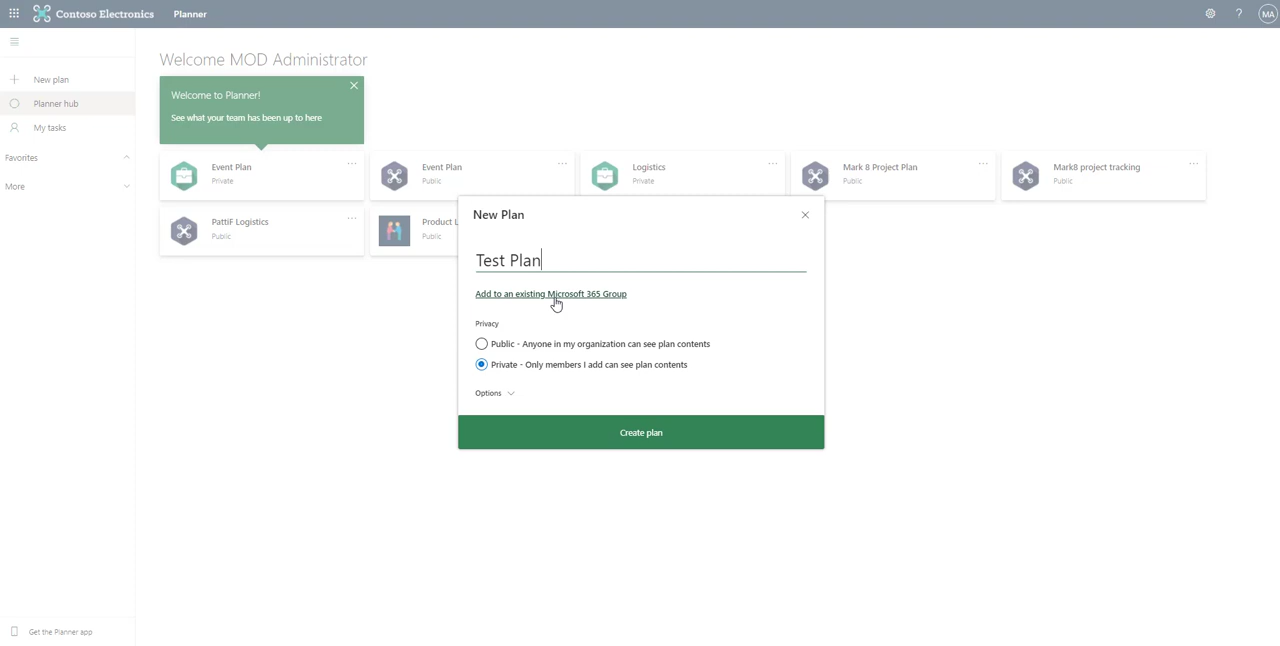 Contoso Electronics
Planner
MA
New plan
Planner hub
My tasks
Favorites
More
Get the Planner app
Welcome MOD Administrator
Welcome to Planner!
See what your team has been up to here
Event Plan
Private
Event Plan
Public
Logistics
Private
Mark 8 Project Plan
Public
Mark8 project tracking
Public
PattiF Logistics
Public
Product L
Public
New Plan
Test Plan
Add to an existing Microsoft 365 Group
Privacy
Public - Anyone in my organization can see plan contents
Private - Only members I add can see plan contents
Options
Create plan